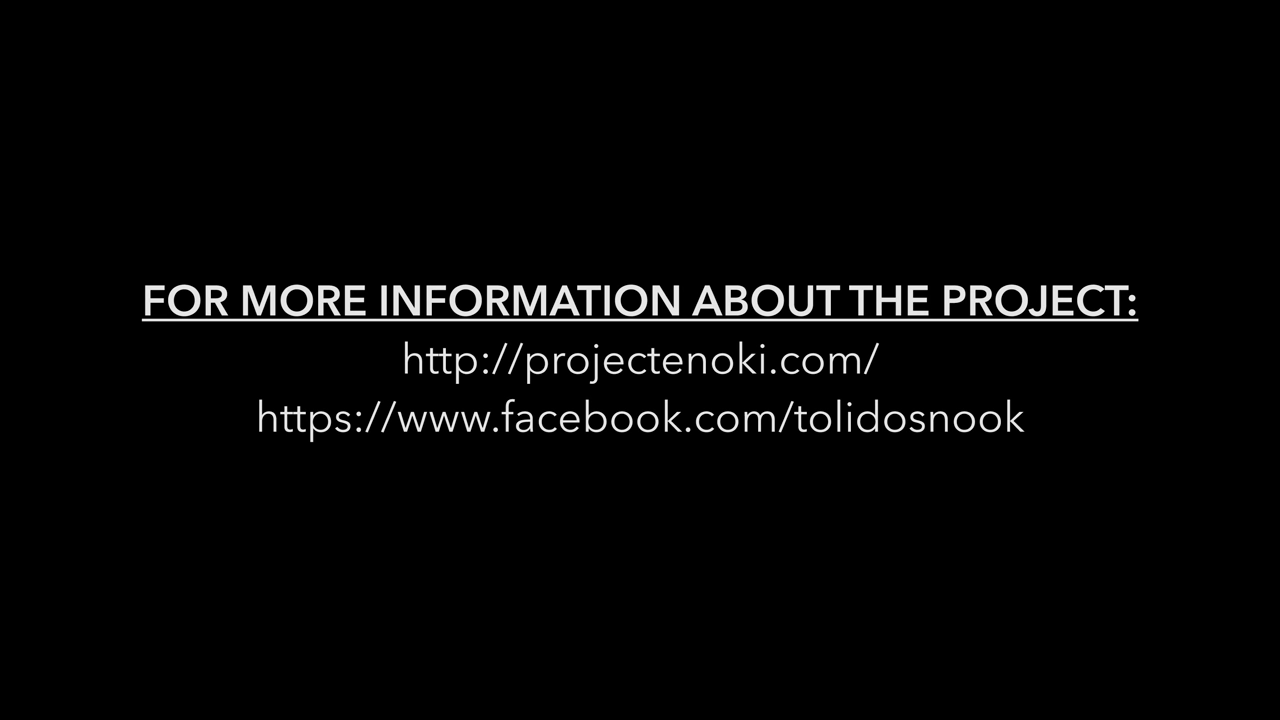 FOR MORE INFORMATION ABOUT THE PROJECT:
http://projectenoki.com/
https://www.facebook.com/tolidosnook